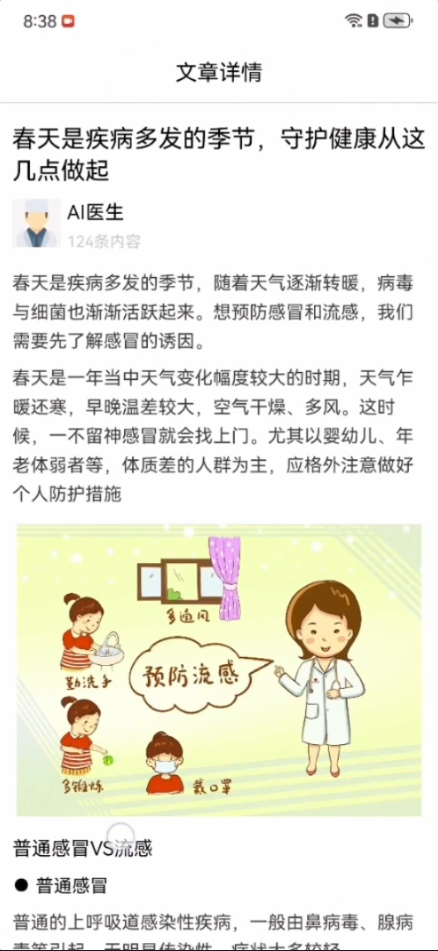 8:38
文章详情
春天是疾病多发的季节，守护健康从这
几点做起
AI医生
124条内容
春天是疾病多发的季节，随着天气逐渐转暖，病毒
与细菌也渐渐活跃起来。想预防感冒和流感，我们
需要先了解感冒的诱因。
春天是一年当中天气变化幅度较大的时期，天气乍
暖还寒，早晚温差较大，空气干燥、多风。这时
候，一不留神感冒就会找上门。尤其以婴幼儿、年
老体弱者等，体质差的人群为主，应格外注意做好
个人防护措施
多通风
勤洗手
预防流感
多锻炼
戴口罩
普通感冒VS流感
● 普通感冒
普通的上呼吸道感染性疾病，一般由鼻病毒、腺病
毒等引起，无明显传染性，症状大多较轻